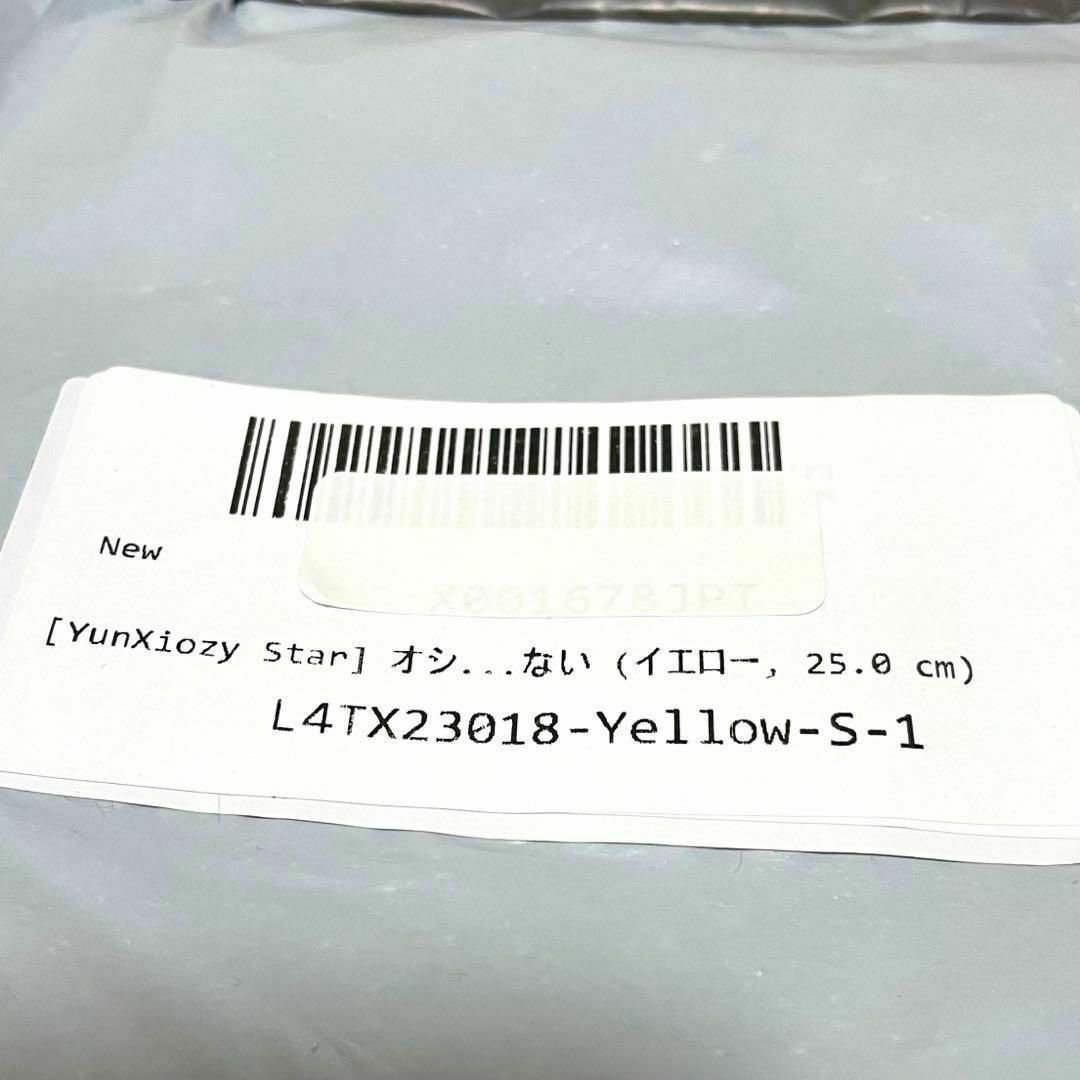 X001678JPT
New
[YunXiozy Star] オシ...ない (イエロー, 25.0 cm)
L4TX23018-Yellow-S-1